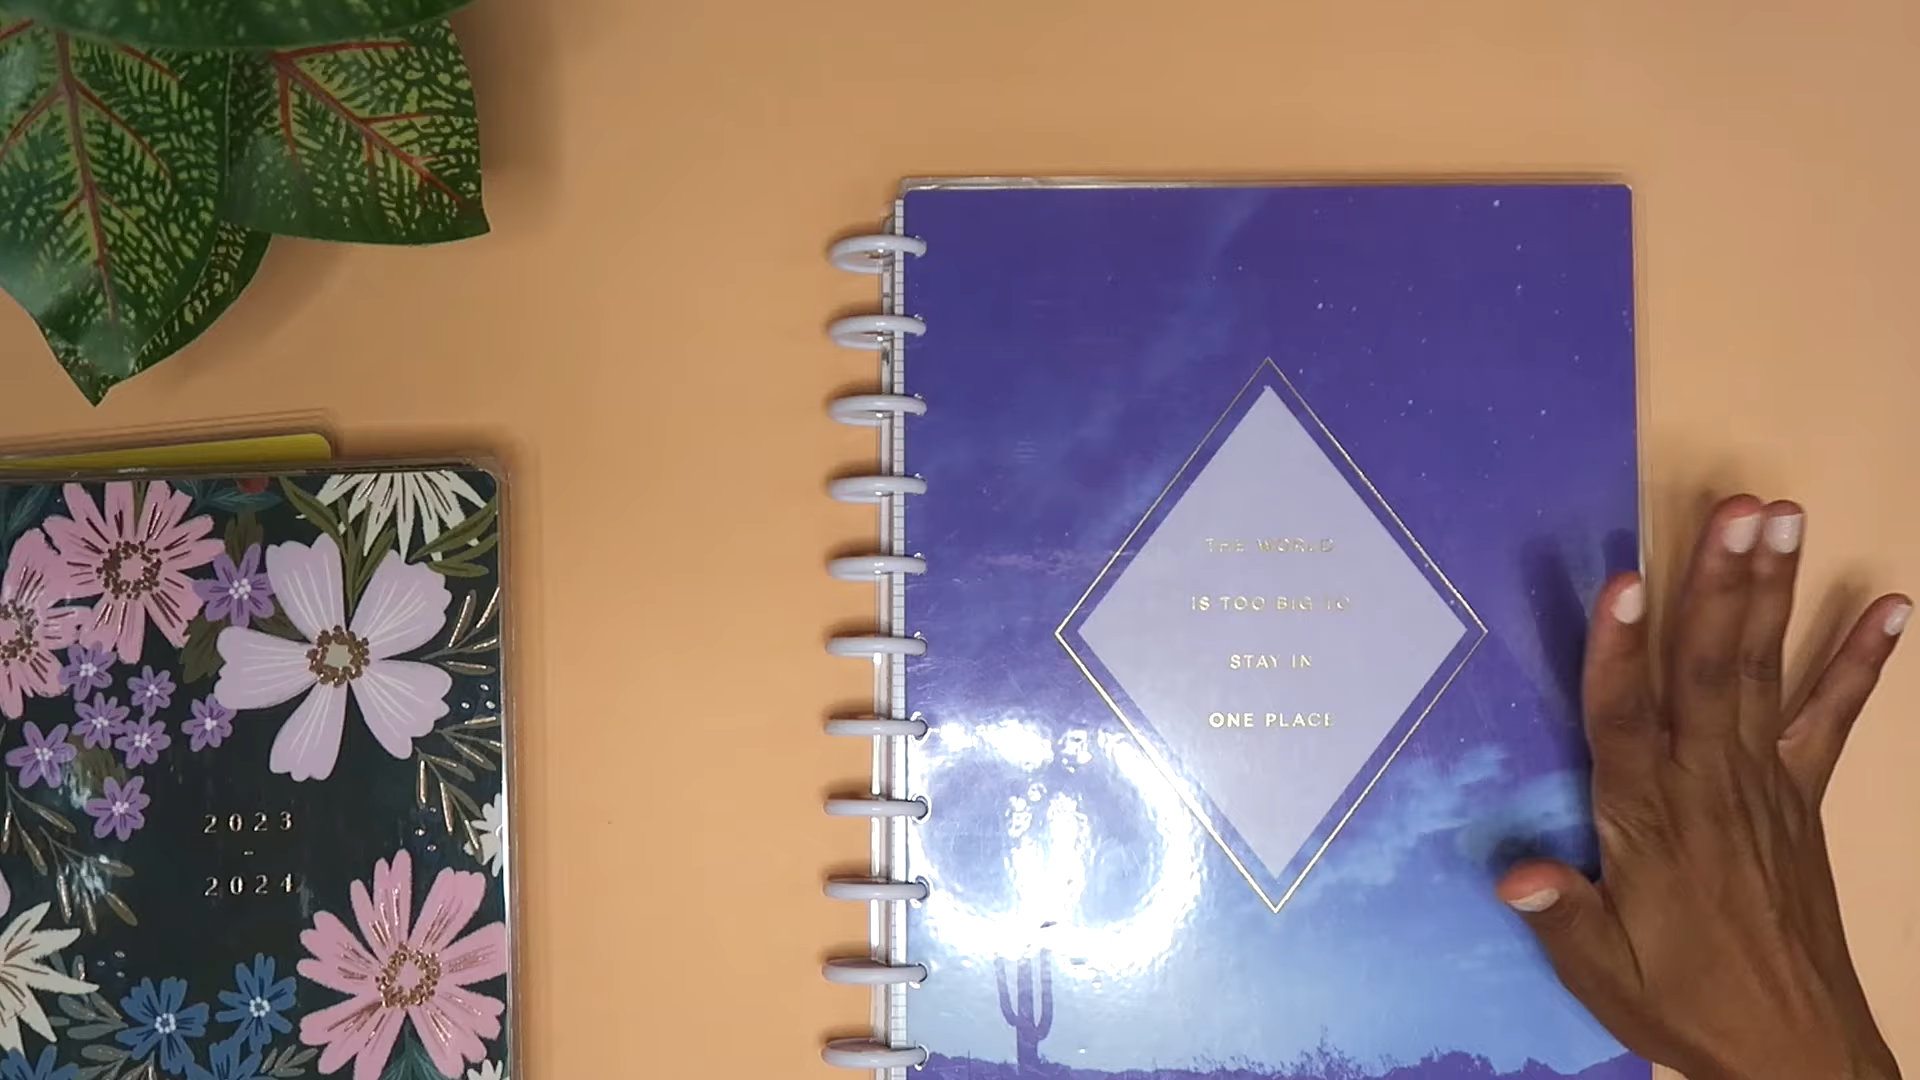 THE WORLD
IS TOO BIG TO
STAY IN
ONE PLACE
2023
-
2024